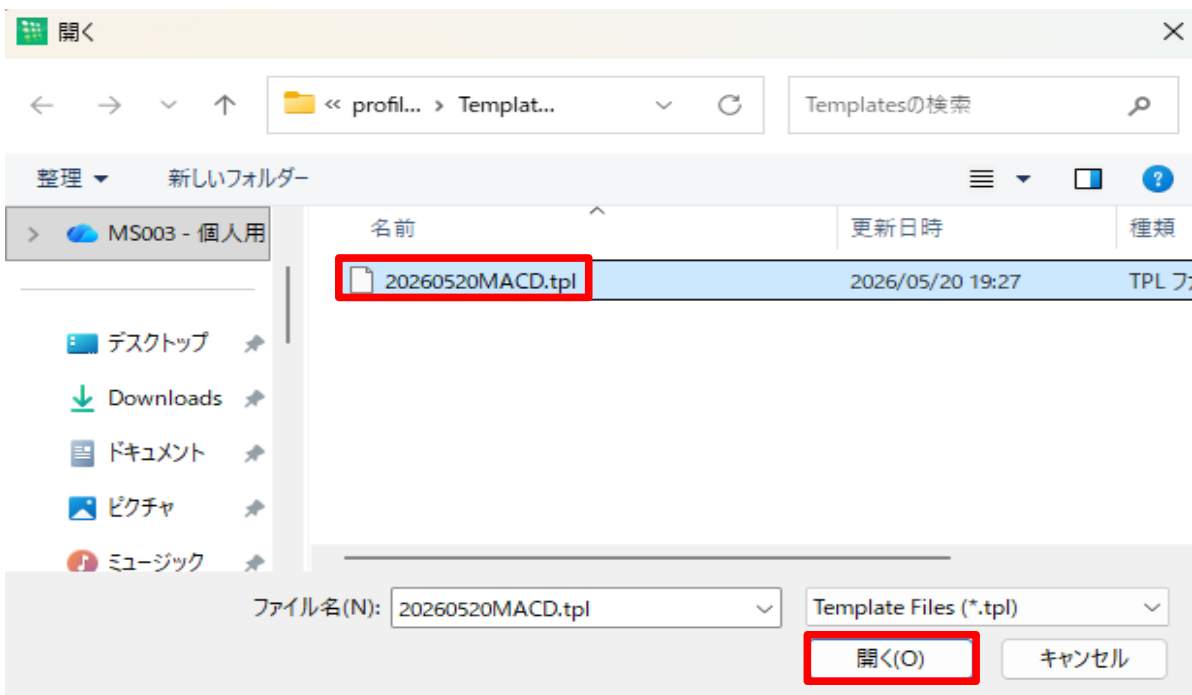 開く
« profil... › Templat...
Templatesの検索
整理 新しいフォルダー
?
MS003 - 個人用
名前 更新日時 種類
20260520MACD.tpl 2026/05/20 19:27 TPL フ
デスクトップ
Downloads
ドキュメント
ピクチャ
ミュージック
ファイル名(N): 20260520MACD.tpl Template Files (*.tpl)
開く(O) キャンセル